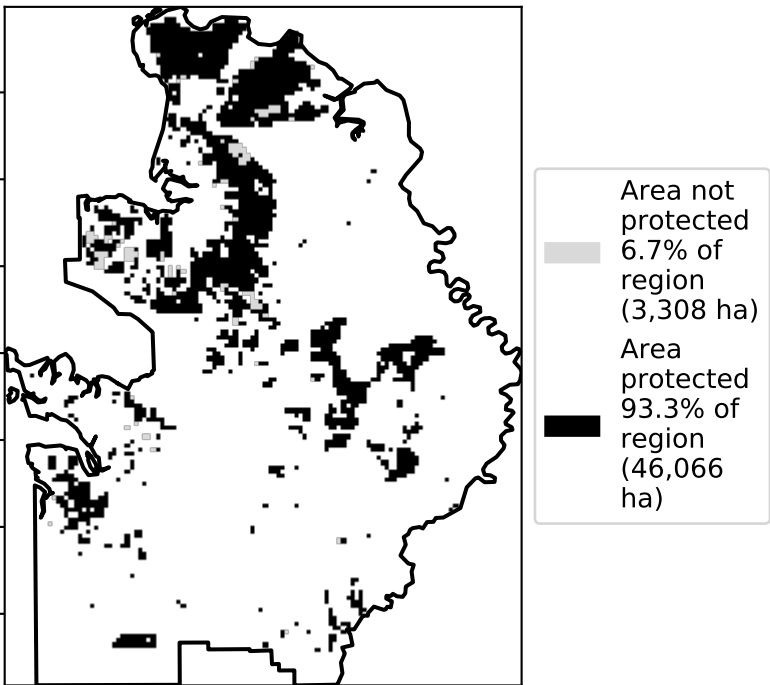 Area not
protected
6.7% of
region
(3,308 ha)
Area
protected
93.3% of
region
(46,066
ha)